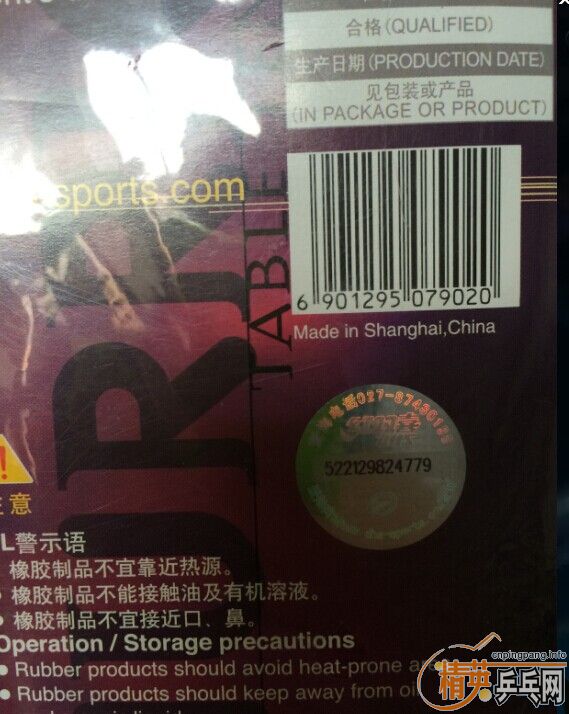 合格(QUALIFIED)
生产日期(PRODUCTION DATE)
见包装或产品
(IN PACKAGE OR PRODUCT)
sports.com
TABLE
6 901295 079020
Made in Shanghai,China
522129824779
!
意
警示语
橡胶制品不宜靠近热源。
• 橡胶制品不能接触油及有机溶液。
• 橡胶制品不宜接近口、鼻。
Operation / Storage precautions
• Rubber products should avoid heat-prone
• Rubber products should keep away from
cnpingpang.info
精英乒乓网